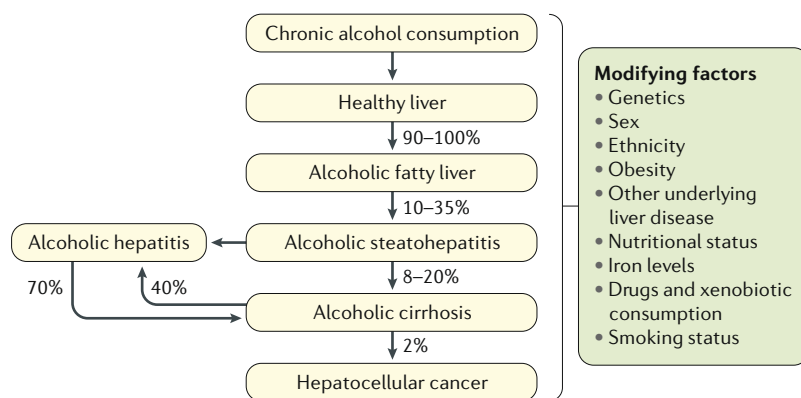 Chronic alcohol consumption
Healthy liver
90–100%
Alcoholic fatty liver
10–35%
Alcoholic hepatitis
Alcoholic steatohepatitis
70%
40%
8–20%
Alcoholic cirrhosis
2%
Hepatocellular cancer
Modifying factors
• Genetics
• Sex
• Ethnicity
• Obesity
• Other underlying
liver disease
• Nutritional status
• Iron levels
• Drugs and xenobiotic
consumption
• Smoking status